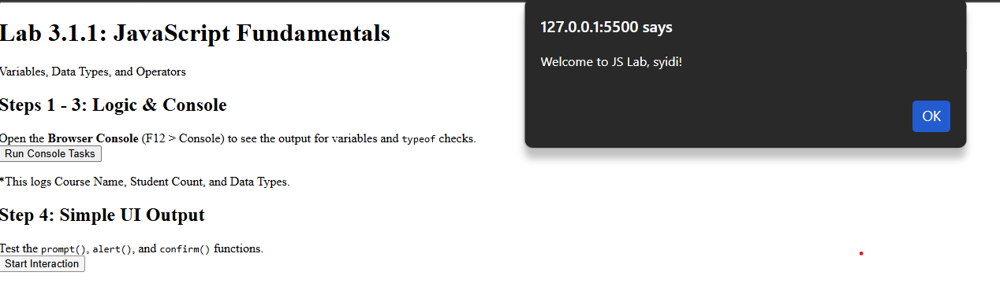 Lab 3.1.1: JavaScript Fundamentals
Variables, Data Types, and Operators
Steps 1 - 3: Logic & Console
Open the Browser Console (F12 > Console) to see the output for variables and typeof checks.
Run Console Tasks
*This logs Course Name, Student Count, and Data Types.
Step 4: Simple UI Output
Test the prompt(), alert(), and confirm() functions.
Start Interaction
127.0.0.1:5500 says
Welcome to JS Lab, syidi!
OK